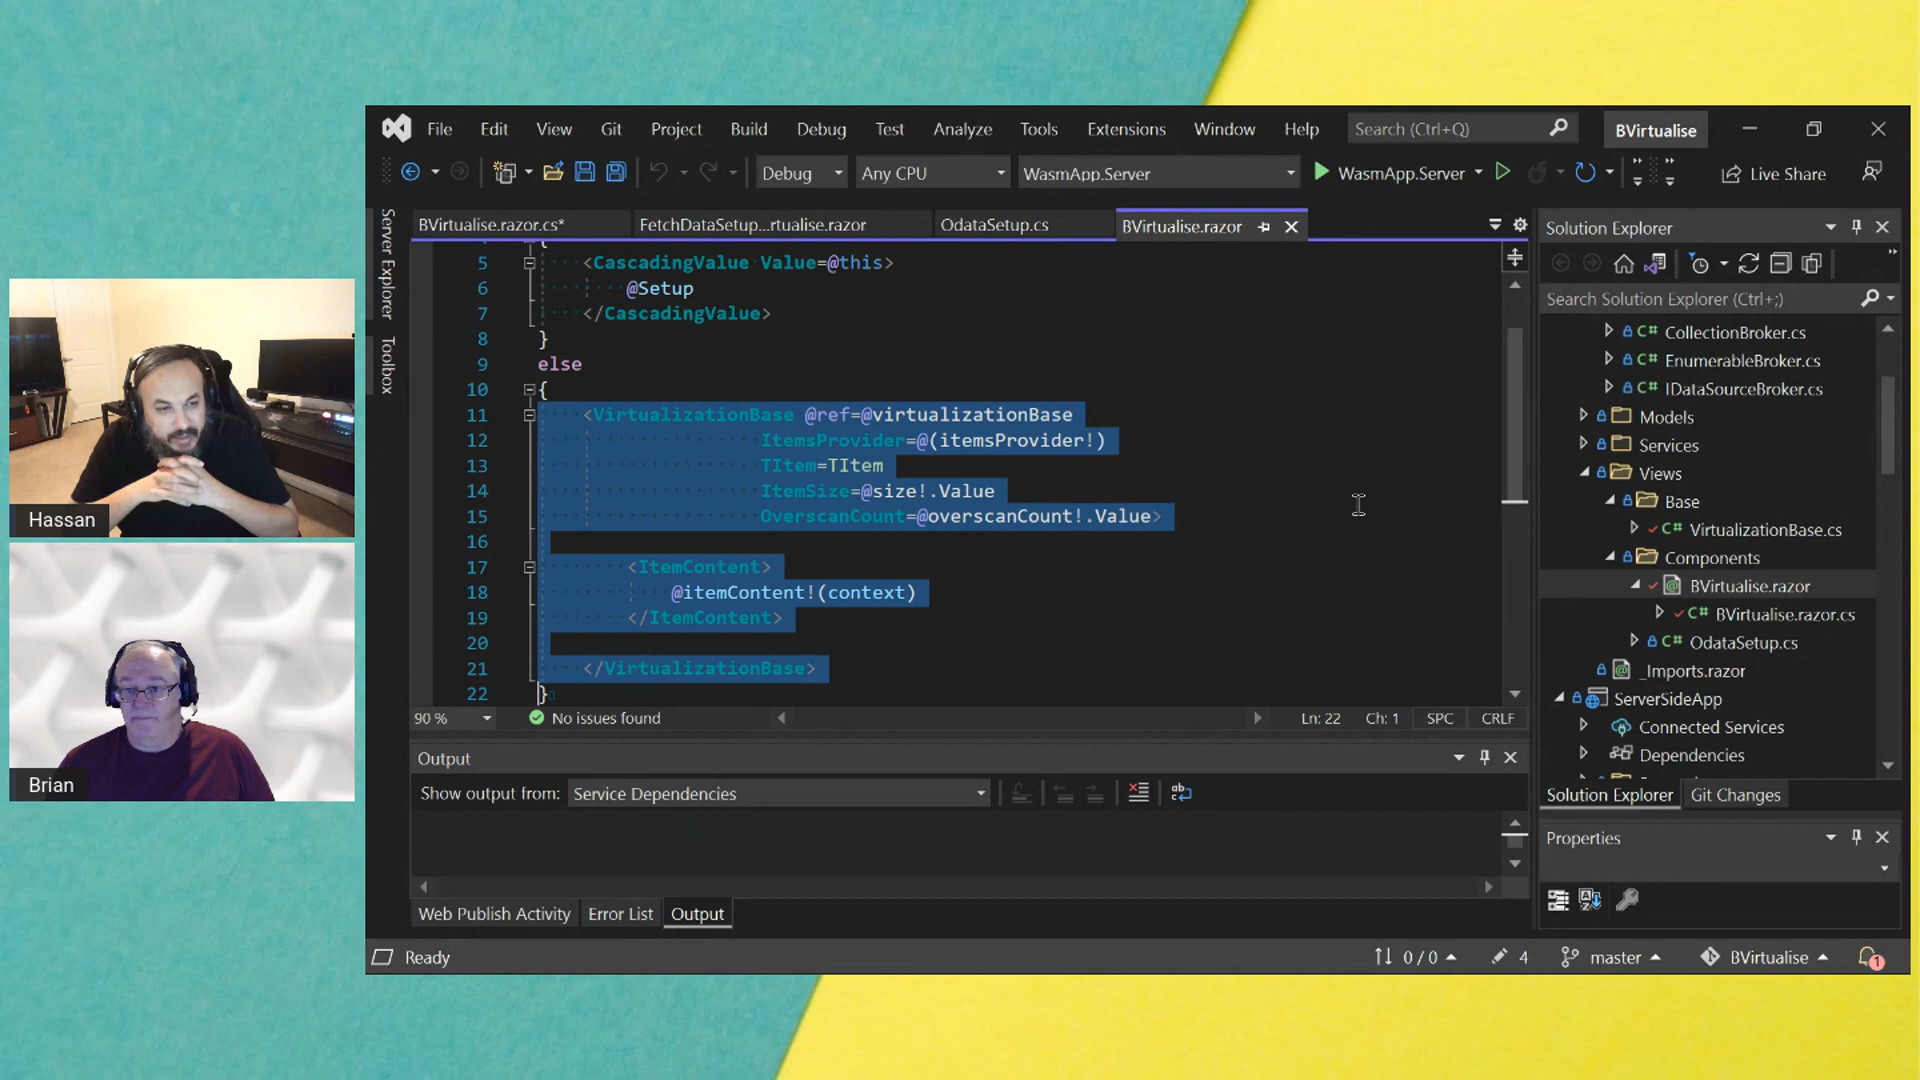 File Edit View Git Project Build Debug Test Analyze Tools Extensions Window Help Search (Ctrl+Q) BVirtualise
Debug Any CPU WasmApp.Server WasmApp.Server Live Share
Server Explorer
Toolbox
BVirtualise.razor.cs* FetchDataSetup...rtualise.razor OdataSetup.cs BVirtualise.razor
5 <CascadingValue Value=@this>
6 @Setup
7 </CascadingValue>
8 }
9 else
10 {
11 <VirtualizationBase @ref=@virtualizationBase
12 ItemsProvider=@(itemsProvider!)
13 TItem=TItem
14 ItemSize=@size!.Value
15 OverscanCount=@overscanCount!.Value>
16
17 <ItemContent>
18 @itemContent!(context)
19 </ItemContent>
20
21 </VirtualizationBase>
22 }
90 % No issues found Ln: 22 Ch: 1 SPC CRLF
Output
Show output from: Service Dependencies
Web Publish Activity Error List Output
Solution Explorer
Search Solution Explorer (Ctrl+;)
C# CollectionBroker.cs
C# EnumerableBroker.cs
C# IDataSourceBroker.cs
Models
Services
Views
Base
C# VirtualizationBase.cs
Components
BVirtualise.razor
C# BVirtualise.razor.cs
C# OdataSetup.cs
_Imports.razor
ServerSideApp
Connected Services
Dependencies
Solution Explorer Git Changes
Properties
Ready 0 / 0 4 master BVirtualise 1
Hassan
Brian